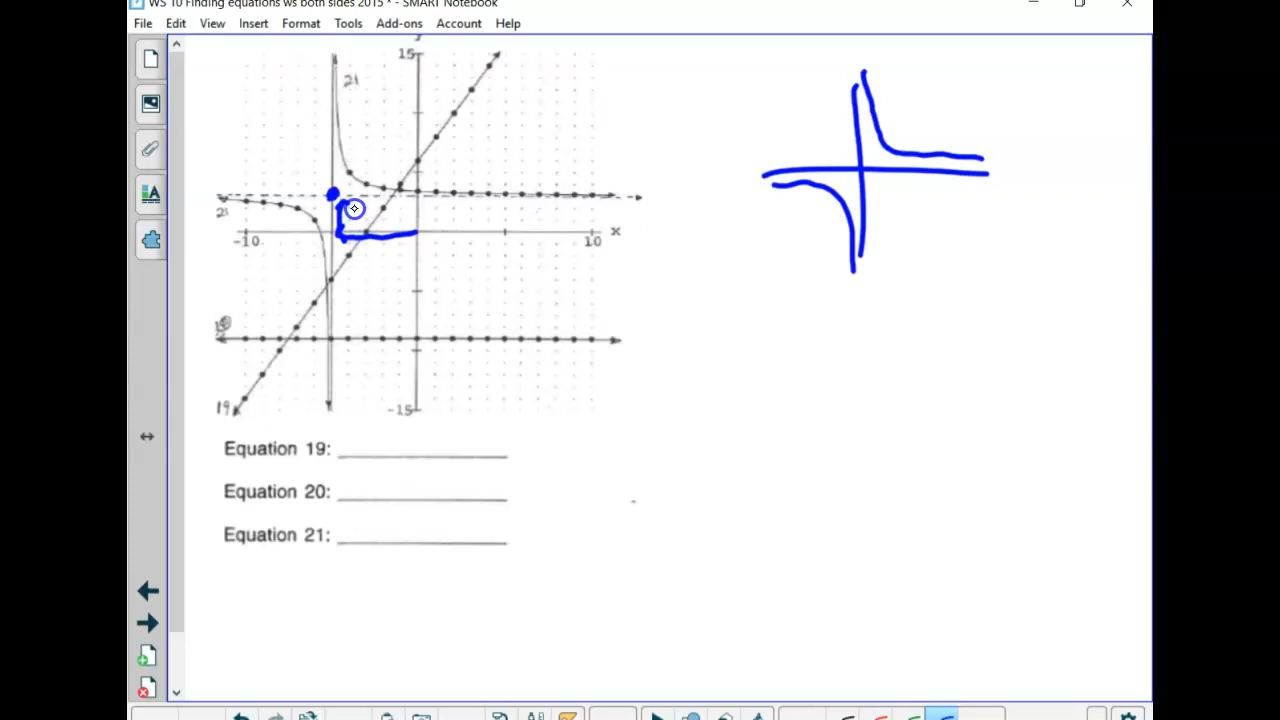 WS 10 Finding equations ws both sides 2015 * - SMART Notebook
File Edit View Insert Format Tools Add-ons Account Help
15
21
21
-10
10
x
19
-15
Equation 19:
Equation 20:
Equation 21: